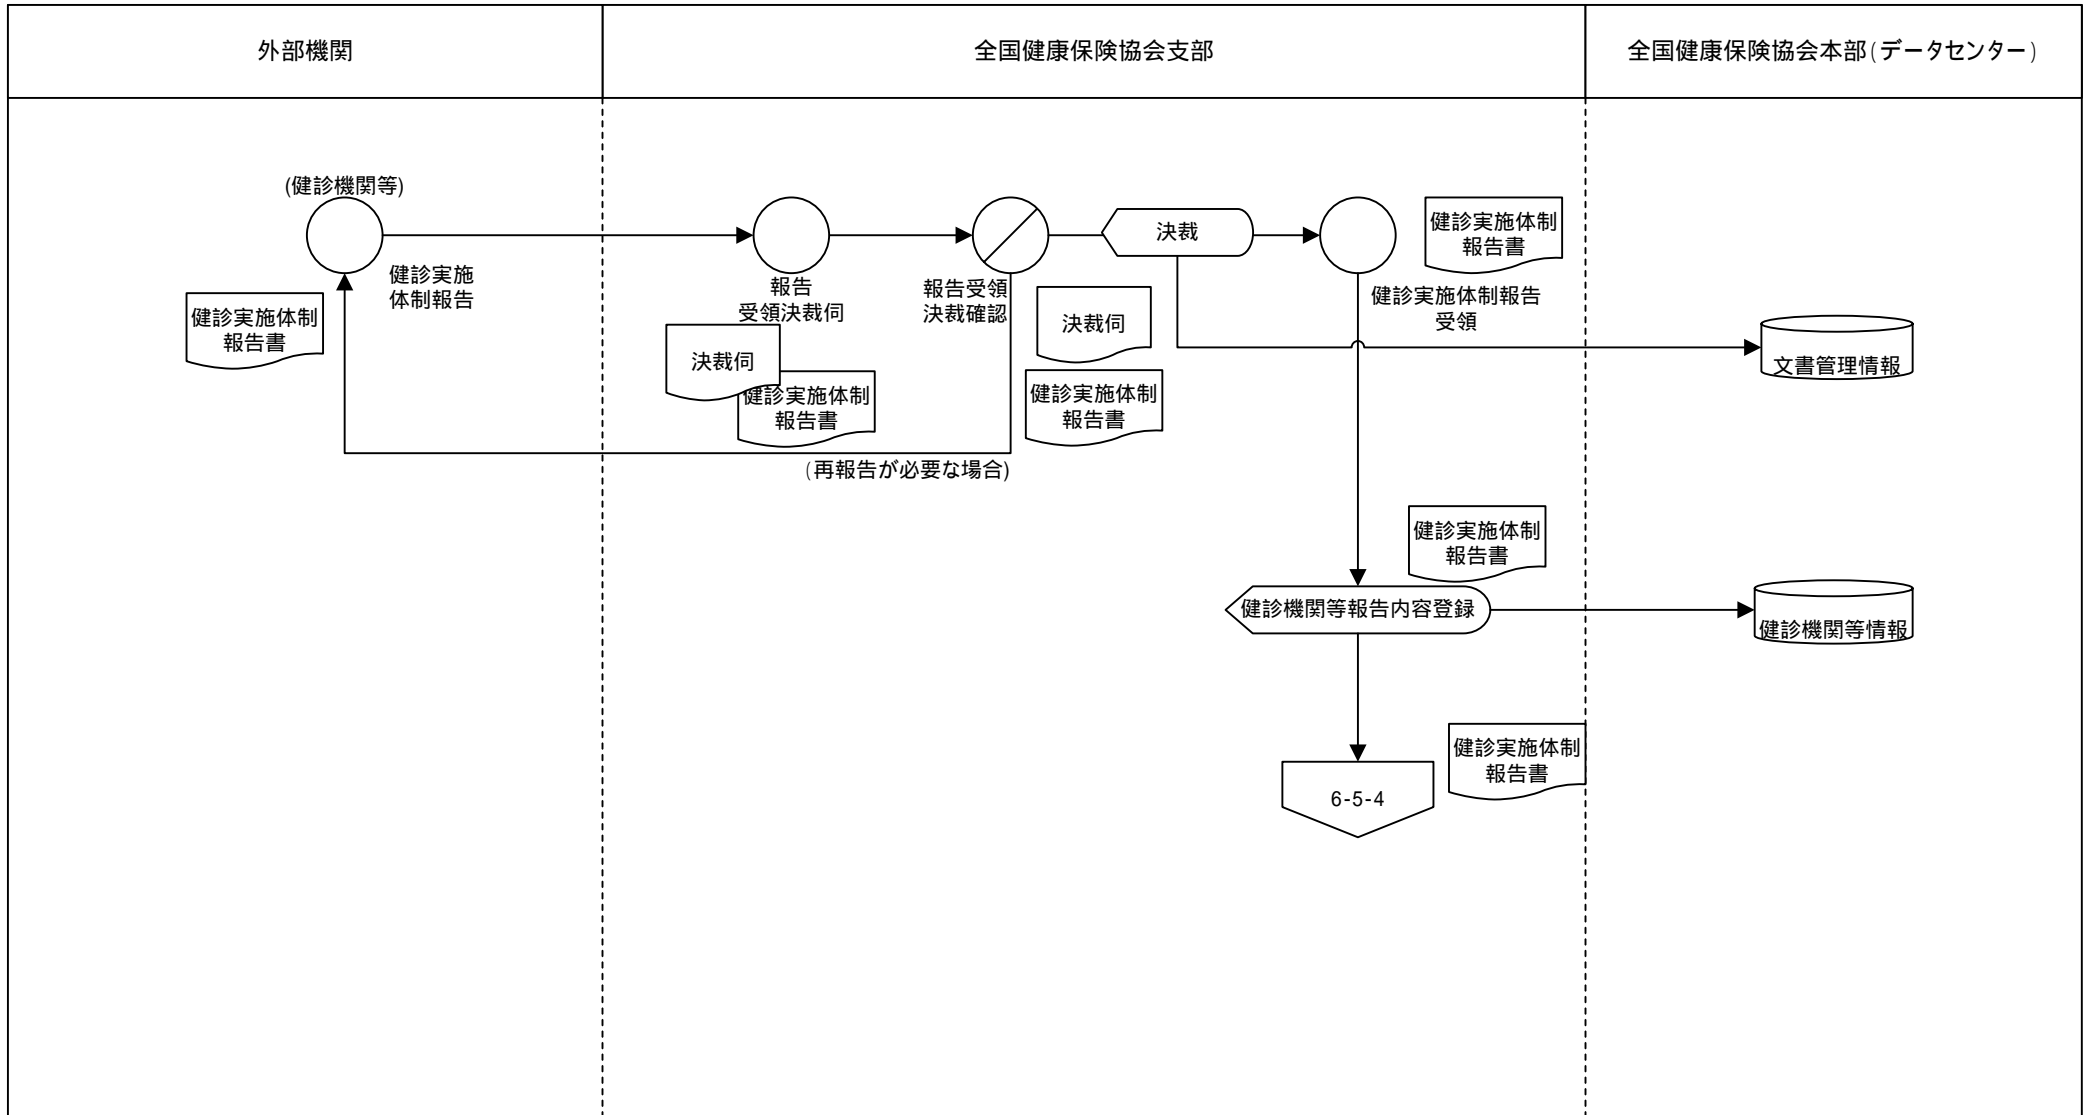 外部機関
全国健康保険協会支部
全国健康保険協会本部(データセンター)
(健診機関等)
健診実施
体制報告
健診実施体制
報告書
報告
受領決裁伺
決裁伺
健診実施体制
報告書
報告受領
決裁確認
決裁伺
健診実施体制
報告書
(再報告が必要な場合)
決裁
健診実施体制
報告書
健診実施体制報告
受領
文書管理情報
健診実施体制
報告書
健診機関等報告内容登録
健診機関等情報
健診実施体制
報告書
6-5-4